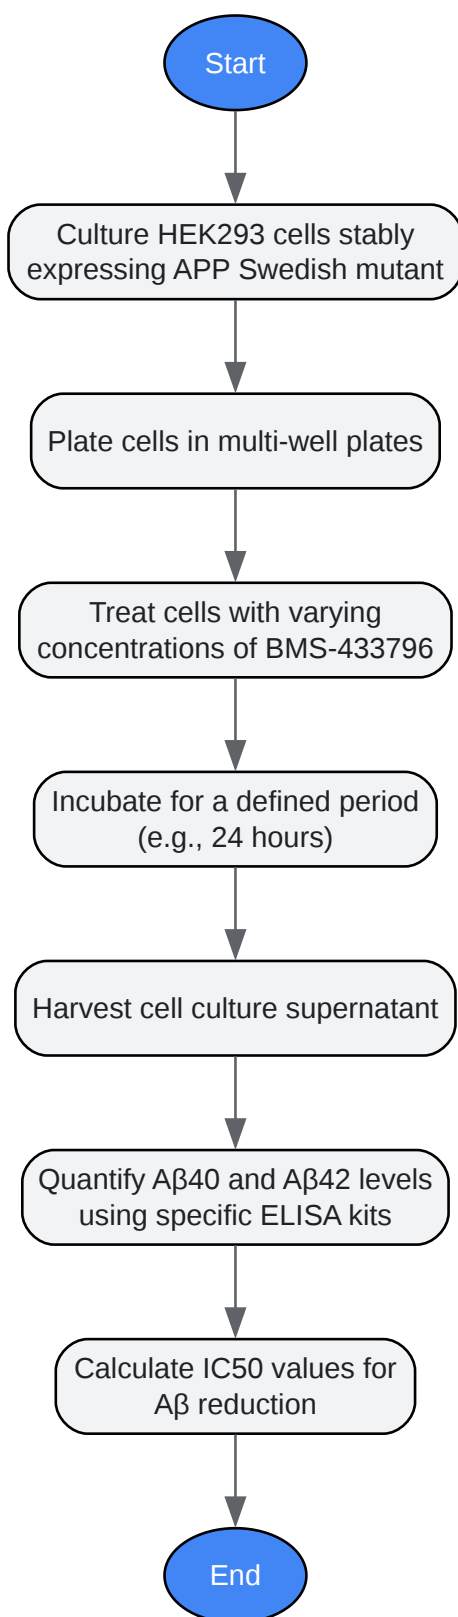 Start
Culture HEK293 cells stably
expressing APP Swedish mutant
Plate cells in multi-well plates
Treat cells with varying
concentrations of BMS-433796
Incubate for a defined period
(e.g., 24 hours)
Harvest cell culture supernatant
Quantify Aβ40 and Aβ42 levels
using specific ELISA kits
Calculate IC50 values for
Aβ reduction
End